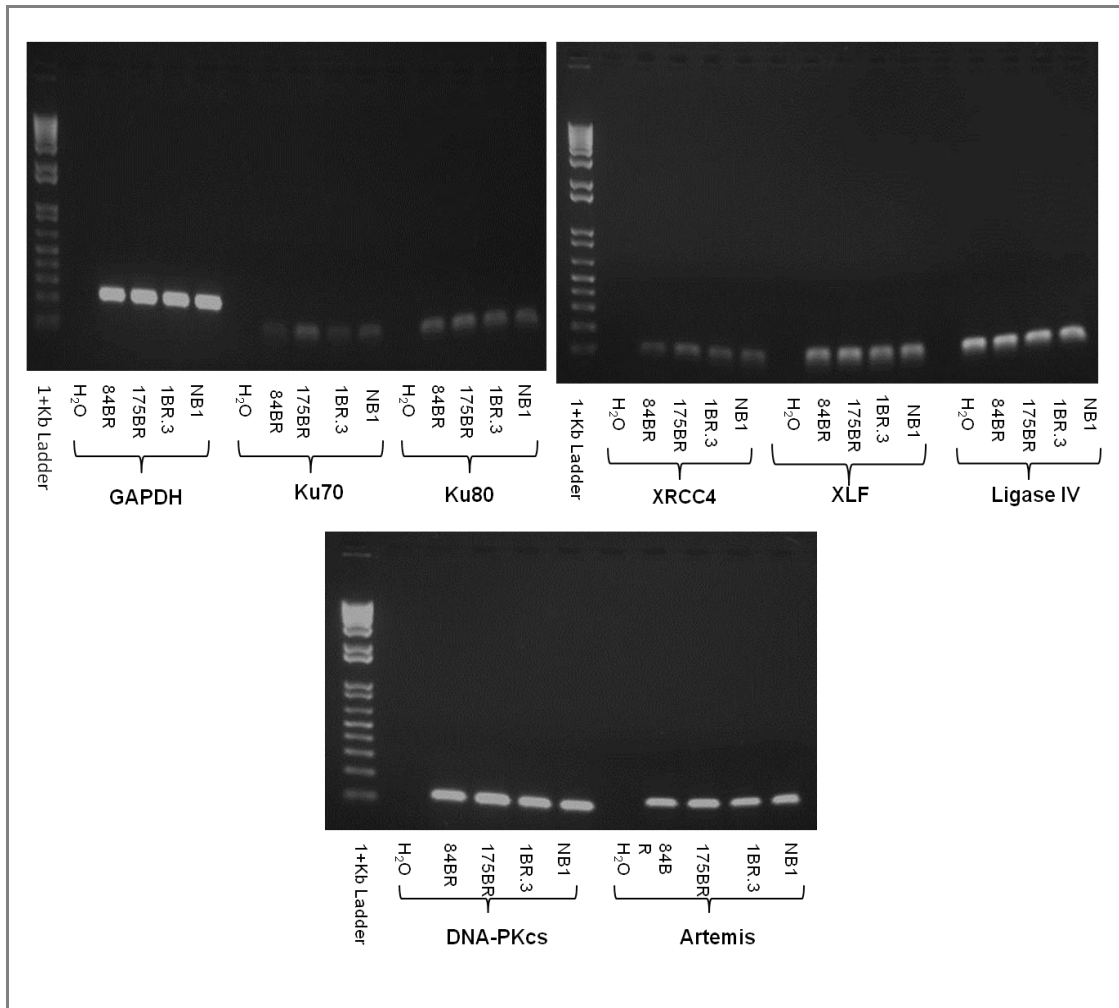 1+Kb Ladder
H₂O
84BR
175BR
1BR.3
NB1
H₂O
84BR
175BR
1BR.3
NB1
H₂O
84BR
175BR
1BR.3
NB1
GAPDH
Ku70
Ku80
1+Kb Ladder
H₂O
84BR
175BR
1BR.3
NB1
H₂O
84BR
175BR
1BR.3
NB1
H₂O
84BR
175BR
1BR.3
NB1
XRCC4
XLF
Ligase IV
1+Kb Ladder
H₂O
84BR
175BR
1BR.3
NB1
H₂O
84B
R
175BR
1BR.3
NB1
DNA-PKcs
Artemis